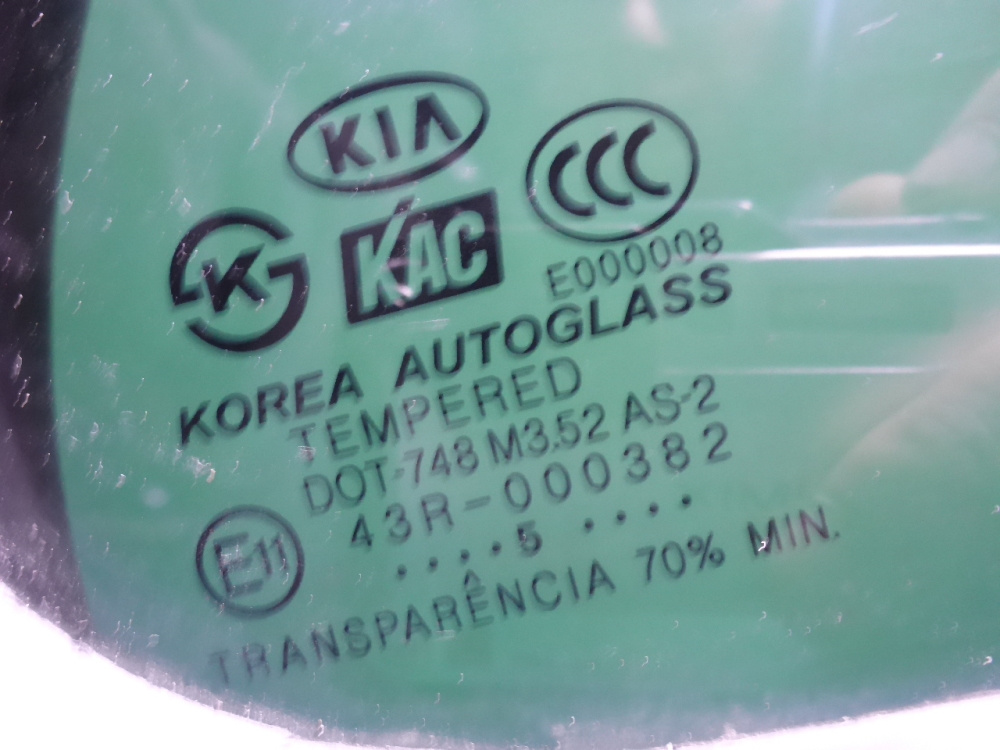 KIA
CCC
K
KAC
E000008
KOREA AUTOGLASS
TEMPERED
DOT-748 M3.52 AS-2
E11
43R-000382
....5 ....
TRANSPARÊNCIA 70% MIN.